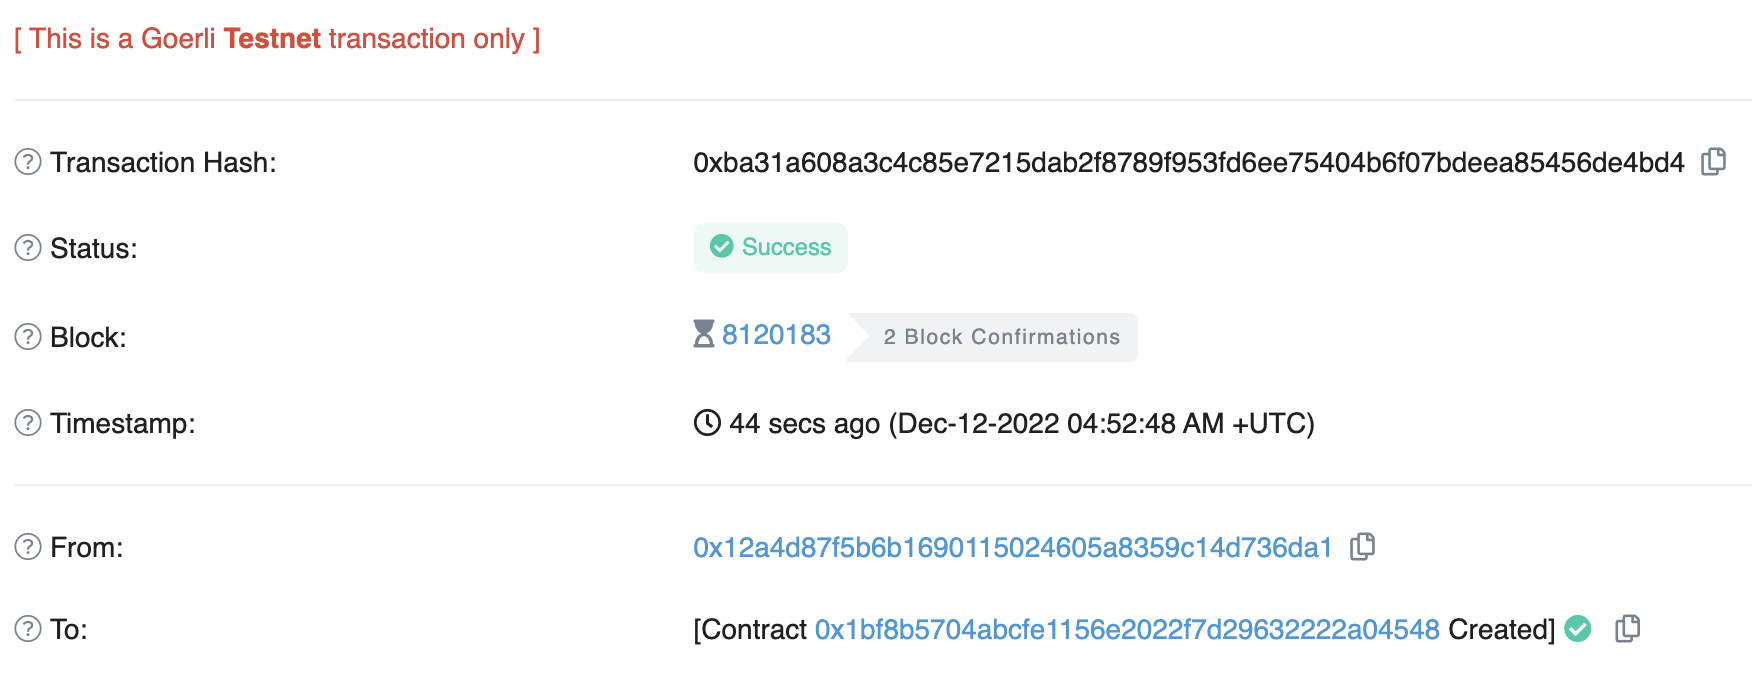 [ This is a Goerli Testnet transaction only ]
Transaction Hash: 0xba31a608a3c4c85e7215dab2f8789f953fd6ee75404b6f07bdeea85456de4bd4
Status: Success
Block: 8120183 2 Block Confirmations
Timestamp: 44 secs ago (Dec-12-2022 04:52:48 AM +UTC)
From: 0x12a4d87f5b6b1690115024605a8359c14d736da1
To: [Contract 0x1bf8b5704abcfe1156e2022f7d29632222a04548 Created]